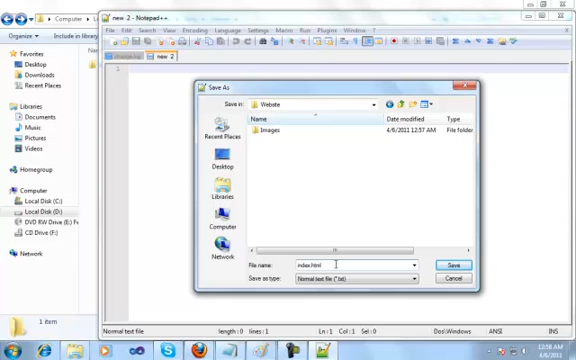 Computer
Organize
Include in library
Favorites
Desktop
Downloads
Recent Places
Libraries
Documents
Music
Pictures
Videos
Homegroup
Computer
Local Disk (C:)
Local Disk (D:)
DVD RW Drive (E:) F
CD Drive (F:)
Network
1 item
new 2 - Notepad++
File Edit Search View Encoding Language Settings Macro Run Plugins Window ?
new 2
1
Save As
Save in: Website
Name Date modified Type
Images 4/6/2011 12:57 AM File folder
Recent Places
Desktop
Libraries
Computer
Network
File name: index.html Save
Save as type: Normal text file (*.txt) Cancel
Normal text file length : 0 lines : 1 Ln : 1 Col : 1 Sel : 0 Dos\Windows ANSI INS
12:58 AM
4/6/2011